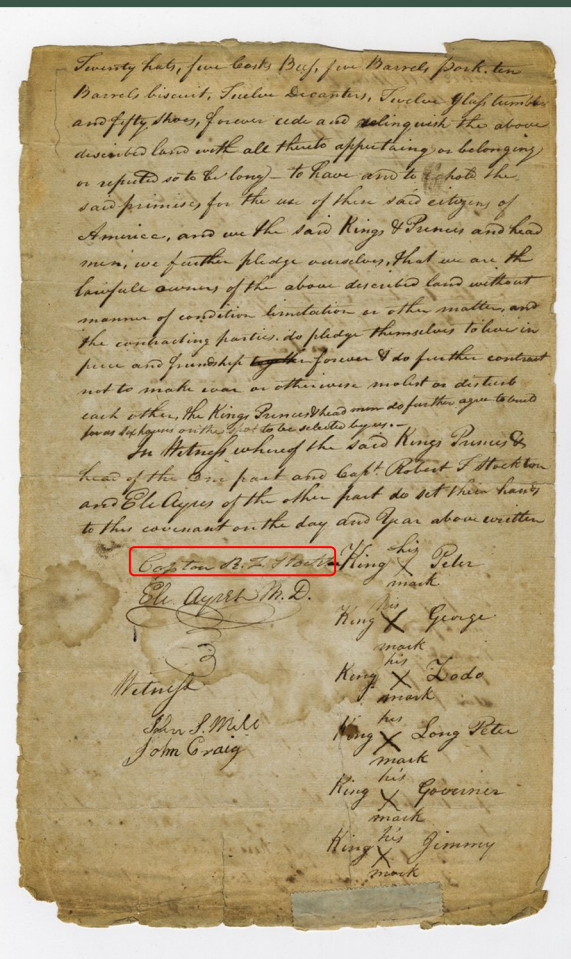 Twenty hats, five Casks Beef, five Barrels pork, ten
Barrels biscuit, Twelve Decanters, Twelve Glass tumblers
and fifty Shoes, forever cede and relinquish the above
described land with all thereto appertaining or belonging
or reputed so to be long – to have and to hold the
said premises for the use of these said citizens of
America, and we the said Kings & Princes and head
men, we further pledge ourselves, that we are the
lawfull owners of the above described land without
manner of condition limitation or other matter, and
the contracting parties. do pledge themselves to live in
peace and friendship together forever & do further contract
not to make war or otherwise molest or disturb
each other, the Kings Princes & head men do further agree to build
for us six houses on the spot to be selected by us. –
In Witness whereof the said Kings Princes &
head of the One part and Capt Robert F Stockton
and Eli Ayres of the other part do set their hands
to this covenant on the day and Year above written
Capton R. F. Stockton
Eli. Ayres M.D.
Witness
John S. Mill
John Craig
his
King X Peter
mark
his
King X George
mark
his
King X Zodo
mark
his
King X Long Peter
mark
his
King X Governer
mark
his
King X Jimmy
mark